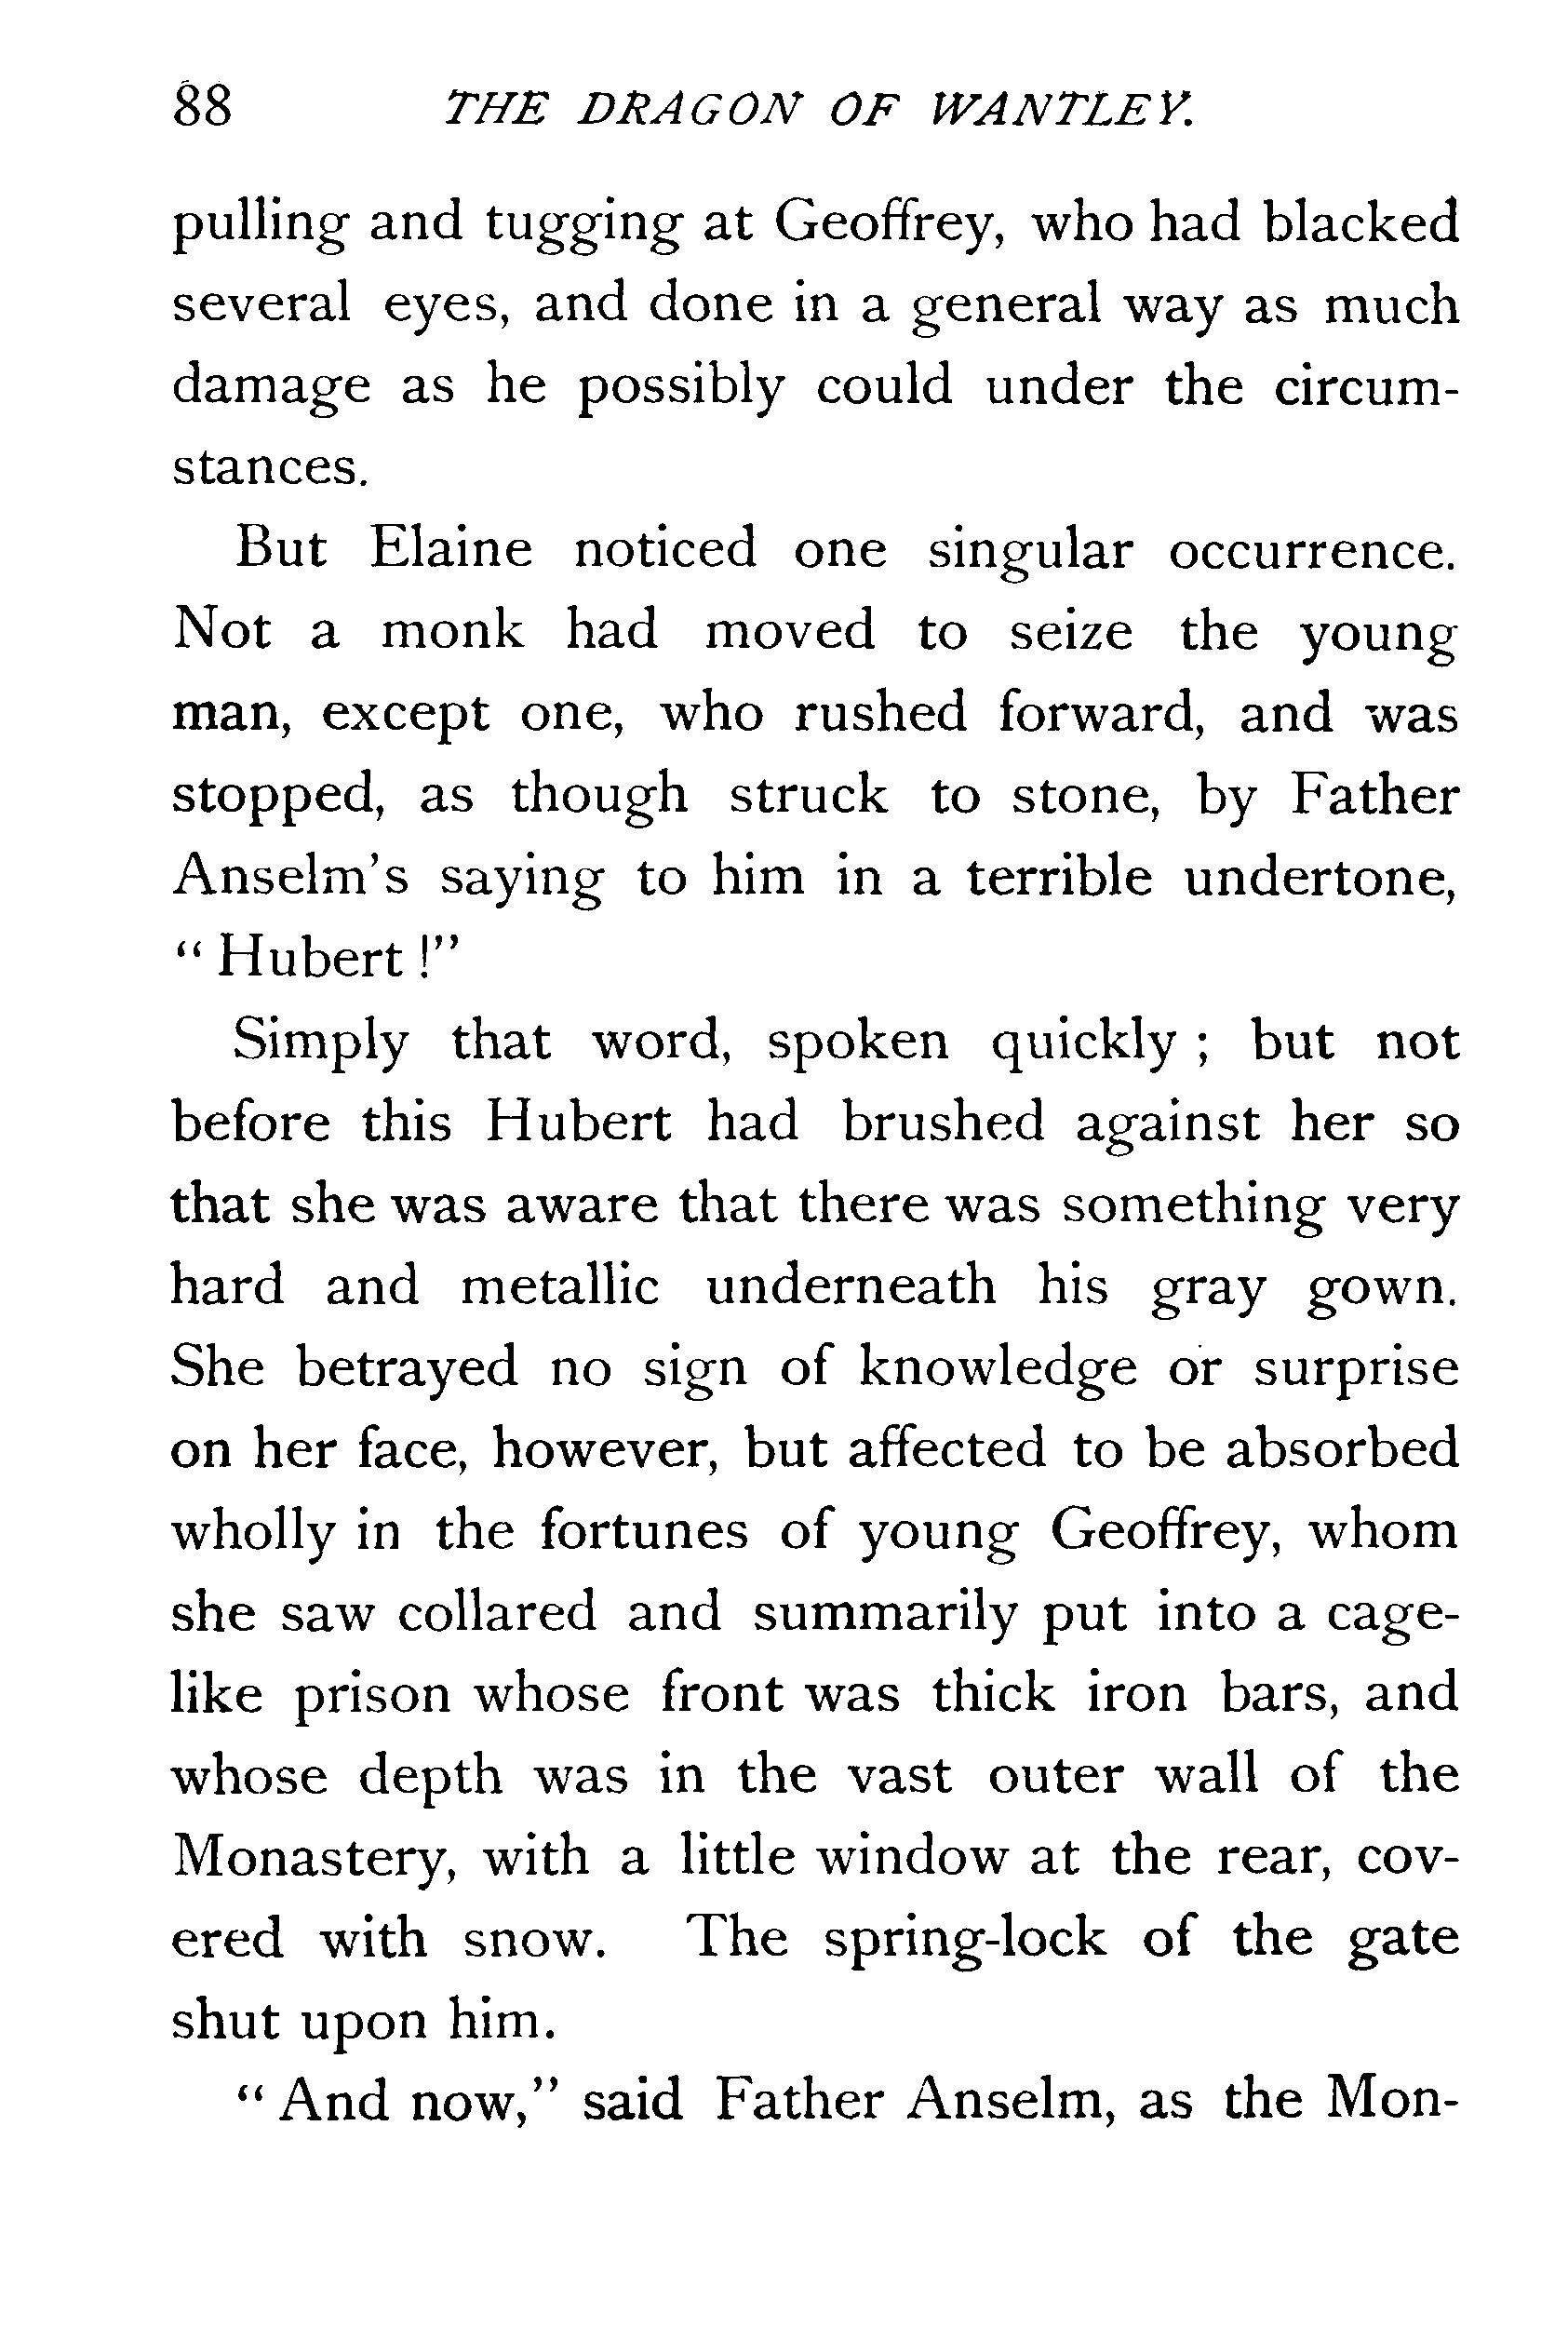 88 THE DRAGON OF WANTLEY.
pulling and tugging at Geoffrey, who had blacked
several eyes, and done in a general way as much
damage as he possibly could under the circum-
stances.
But Elaine noticed one singular occurrence.
Not a monk had moved to seize the young
man, except one, who rushed forward, and was
stopped, as though struck to stone, by Father
Anselm’s saying to him in a terrible undertone,
“ Hubert !”
Simply that word, spoken quickly ; but not
before this Hubert had brushed against her so
that she was aware that there was something very
hard and metallic underneath his gray gown.
She betrayed no sign of knowledge or surprise
on her face, however, but affected to be absorbed
wholly in the fortunes of young Geoffrey, whom
she saw collared and summarily put into a cage-
like prison whose front was thick iron bars, and
whose depth was in the vast outer wall of the
Monastery, with a little window at the rear, cov-
ered with snow. The spring-lock of the gate
shut upon him.
“ And now,” said Father Anselm, as the Mon-